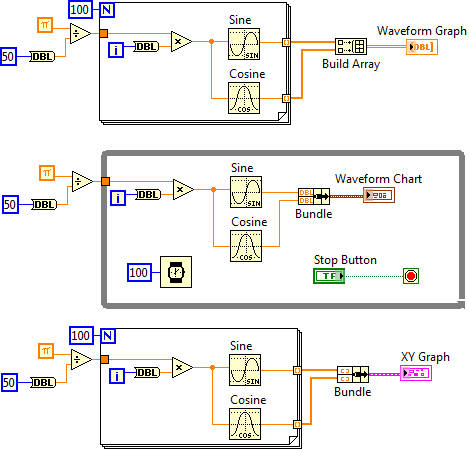 100 N
π
Sine
Waveform Graph
50 DBL
i DBL
SIN
DBL]
Build Array
Cosine
COS
π
Sine
Waveform Chart
50 DBL
i DBL
SIN
DBL
DBL
Bundle
Cosine
COS
100
Stop Button
TF
100 N
π
Sine
XY Graph
50 DBL
i DBL
SIN
Bundle
Cosine
COS